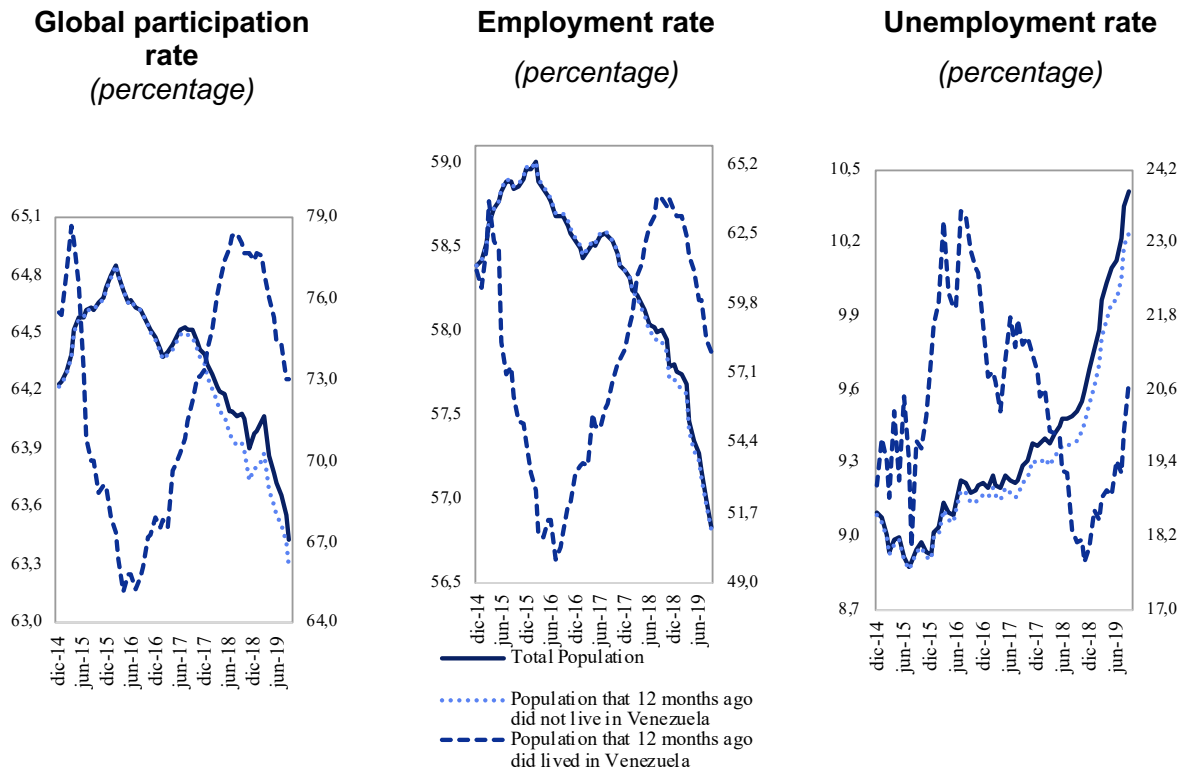 Global participation
rate
(percentage)
65,1
64,8
64,5
64,2
63,9
63,6
63,3
63,0
79,0
76,0
73,0
70,0
67,0
64,0
dic-14
jun-15
dic-15
jun-16
dic-16
jun-17
dic-17
jun-18
dic-18
jun-19
Employment rate
(percentage)
59,0
58,5
58,0
57,5
57,0
56,5
65,2
62,5
59,8
57,1
54,4
51,7
49,0
dic-14
jun-15
dic-15
jun-16
dic-16
jun-17
dic-17
jun-18
dic-18
jun-19
Unemployment rate
(percentage)
10,5
10,2
9,9
9,6
9,3
9,0
8,7
24,2
23,0
21,8
20,6
19,4
18,2
17,0
dic-14
jun-15
dic-15
jun-16
dic-16
jun-17
dic-17
jun-18
dic-18
jun-19
Total Population
Population that 12 months ago
did not live in Venezuela
Population that 12 months ago
did lived in Venezuela